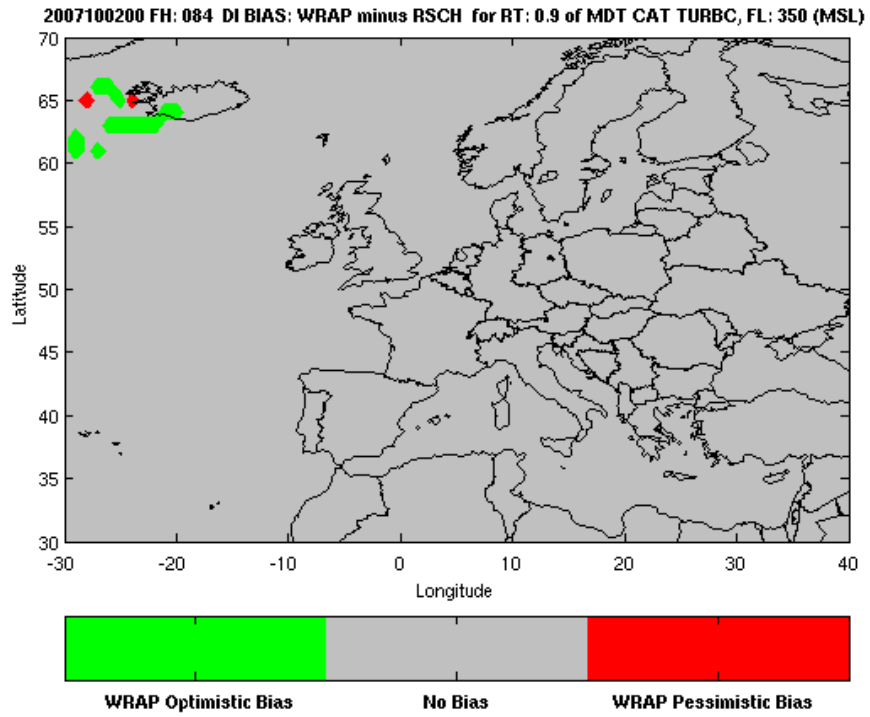 2007100200 FH: 084 DI BIAS: WRAP minus RSCH for RT: 0.9 of MDT CAT TURBC, FL: 350 (MSL)
70
65
60
55
50
45
40
35
30
Latitude
-30 -20 -10 0 10 20 30 40
Longitude
WRAP Optimistic Bias No Bias WRAP Pessimistic Bias